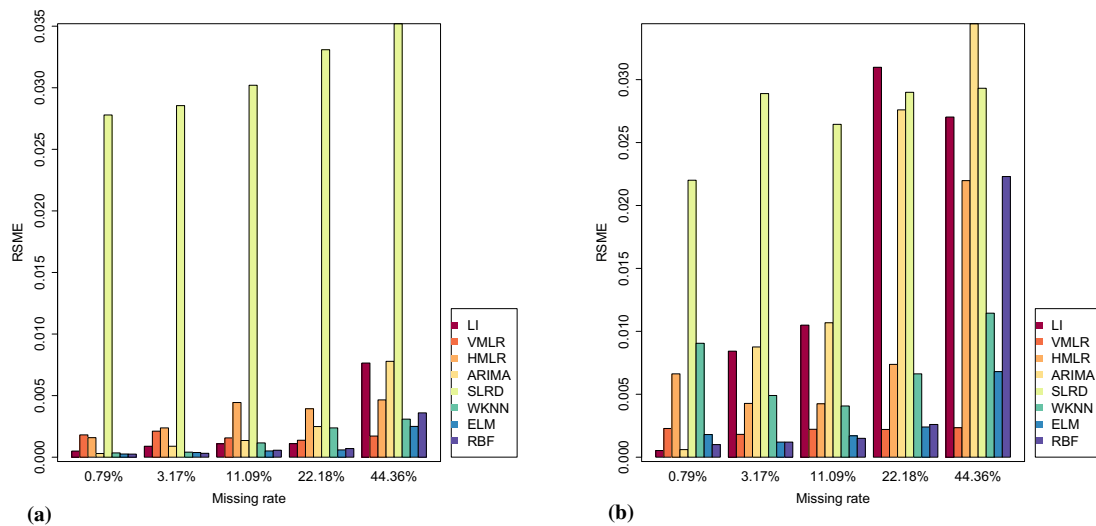 RSME
0.035
0.030
0.025
0.020
0.015
0.010
0.005
0.000
0.79% 3.17% 11.09% 22.18% 44.36%
Missing rate
LI
VMLR
HMLR
ARIMA
SLRD
WKNN
ELM
RBF
(a)
RSME
0.030
0.025
0.020
0.015
0.010
0.005
0.000
0.79% 3.17% 11.09% 22.18% 44.36%
Missing rate
LI
VMLR
HMLR
ARIMA
SLRD
WKNN
ELM
RBF
(b)